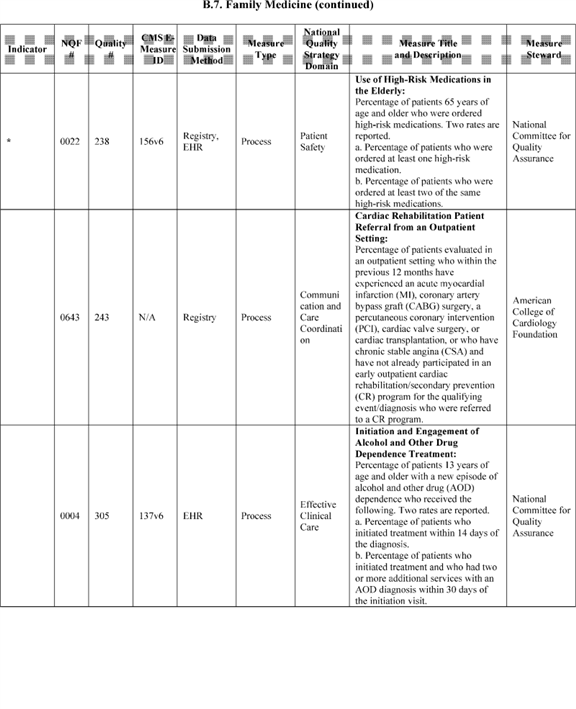 B.7. Family Medicine (continued)
Indicator
NQF
#
Quality
#
CMS E-
Measure
ID
Data
Submission
Method
Measure
Type
National
Quality
Strategy
Domain
Measure Title
and Description
Measure
Steward
*
0022
238
156v6
Registry,
EHR
Process
Patient
Safety
Use of High-Risk Medications in
the Elderly:
Percentage of patients 65 years of
age and older who were ordered
high-risk medications. Two rates are
reported.
a. Percentage of patients who were
ordered at least one high-risk
medication.
b. Percentage of patients who were
ordered at least two of the same
high-risk medications.
National
Committee for
Quality
Assurance
0643
243
N/A
Registry
Process
Communi
cation and
Care
Coordinati
on
Cardiac Rehabilitation Patient
Referral from an Outpatient
Setting:
Percentage of patients evaluated in
an outpatient setting who within the
previous 12 months have
experienced an acute myocardial
infarction (MI), coronary artery
bypass graft (CABG) surgery, a
percutaneous coronary intervention
(PCI), cardiac valve surgery, or
cardiac transplantation, or who have
chronic stable angina (CSA) and
have not already participated in an
early outpatient cardiac
rehabilitation/secondary prevention
(CR) program for the qualifying
event/diagnosis who were referred
to a CR program.
American
College of
Cardiology
Foundation
0004
305
137v6
EHR
Process
Effective
Clinical
Care
Initiation and Engagement of
Alcohol and Other Drug
Dependence Treatment:
Percentage of patients 13 years of
age and older with a new episode of
alcohol and other drug (AOD)
dependence who received the
following. Two rates are reported.
a. Percentage of patients who
initiated treatment within 14 days of
the diagnosis.
b. Percentage of patients who
initiated treatment and who had two
or more additional services with an
AOD diagnosis within 30 days of
the initiation visit.
National
Committee for
Quality
Assurance